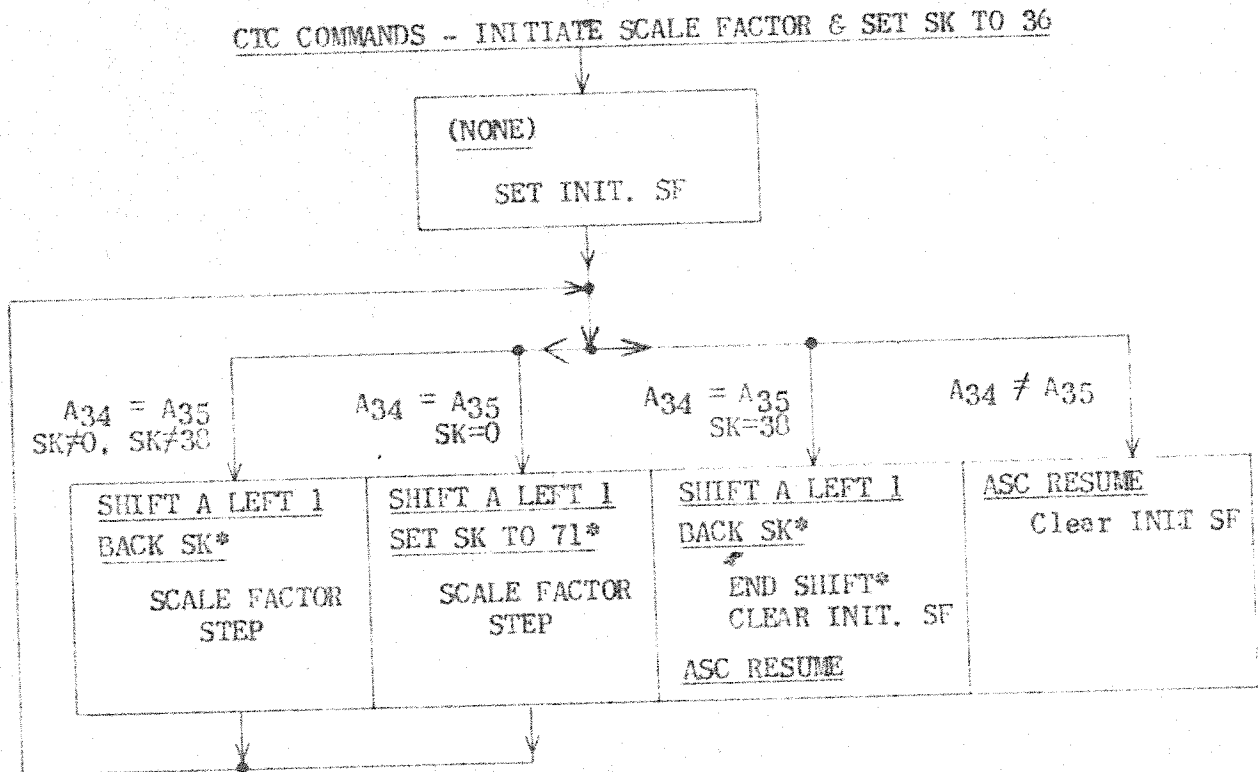 CTC COMMANDS - INITIATE SCALE FACTOR & SET SK TO 36
(NONE)
SET INIT. SF
A34 = A35
SK≠0, SK≠38
A34 = A35
SK=0
A34 = A35
SK=38
A34 ≠ A35
SHIFT A LEFT 1
BACK SK*
SCALE FACTOR
STEP
SHIFT A LEFT 1
SET SK TO 71*
SCALE FACTOR
STEP
SHIFT A LEFT 1
BACK SK*
END SHIFT*
CLEAR INIT. SF
ASC RESUME
ASC RESUME
Clear INIT SF